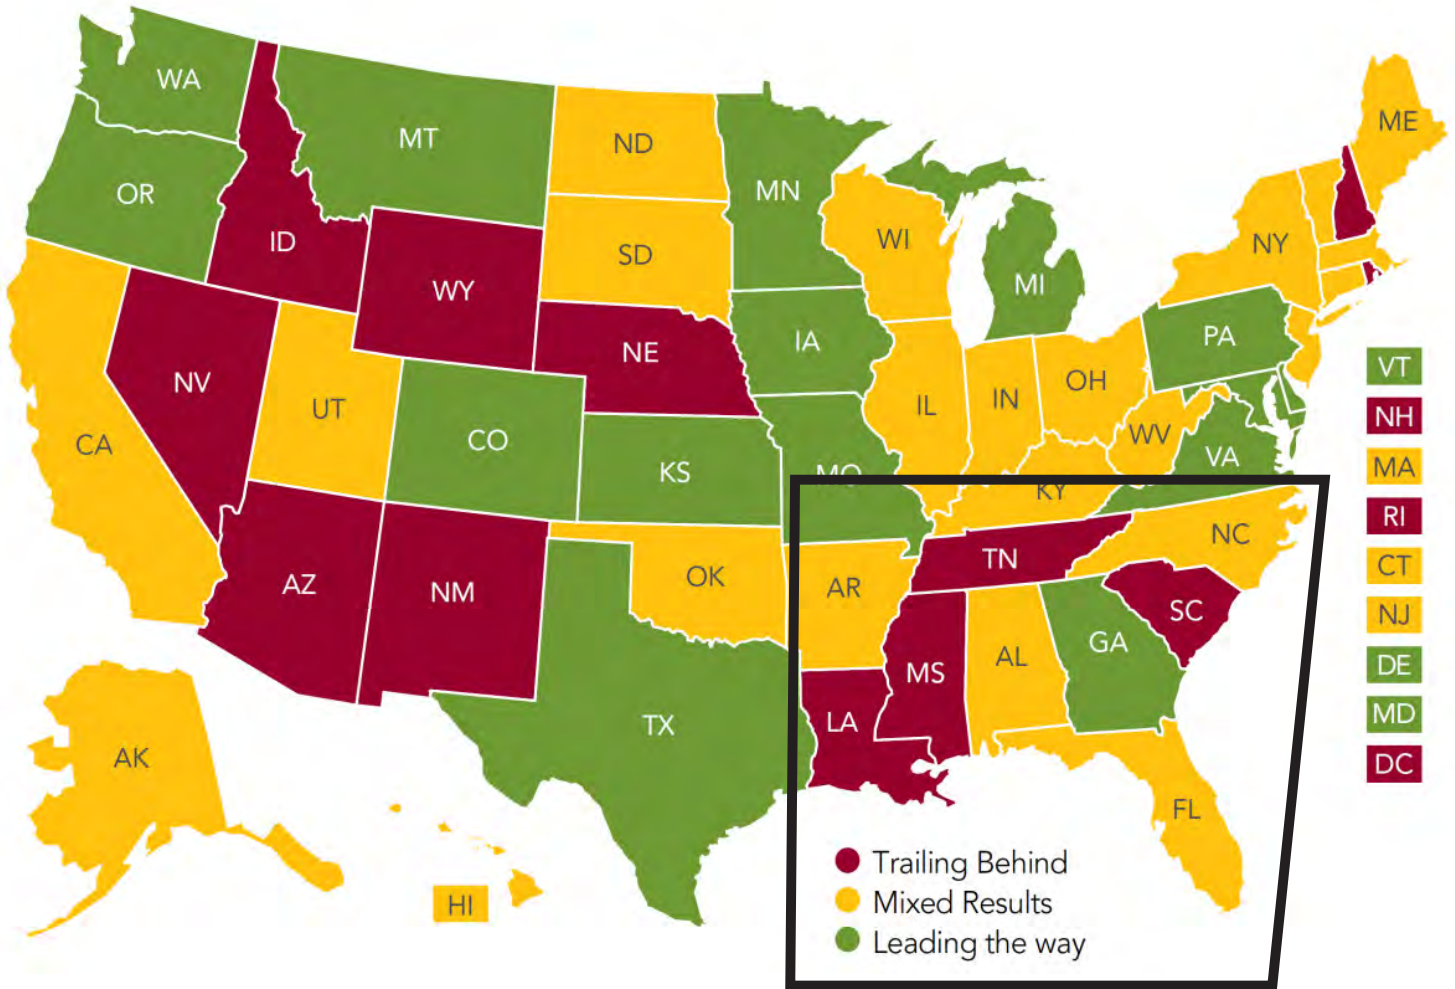 WA
MT
ND
MN
ME
OR
ID
SD
WI
NY
WY
MI
NE
IA
PA
NV
UT
CO
IL
IN
OH
CA
KS
MO
WV
VA
KY
AZ
NM
OK
AR
TN
NC
TX
LA
MS
AL
GA
SC
AK
HI
FL
VT
NH
MA
RI
CT
NJ
DE
MD
DC
Trailing Behind
Mixed Results
Leading the way